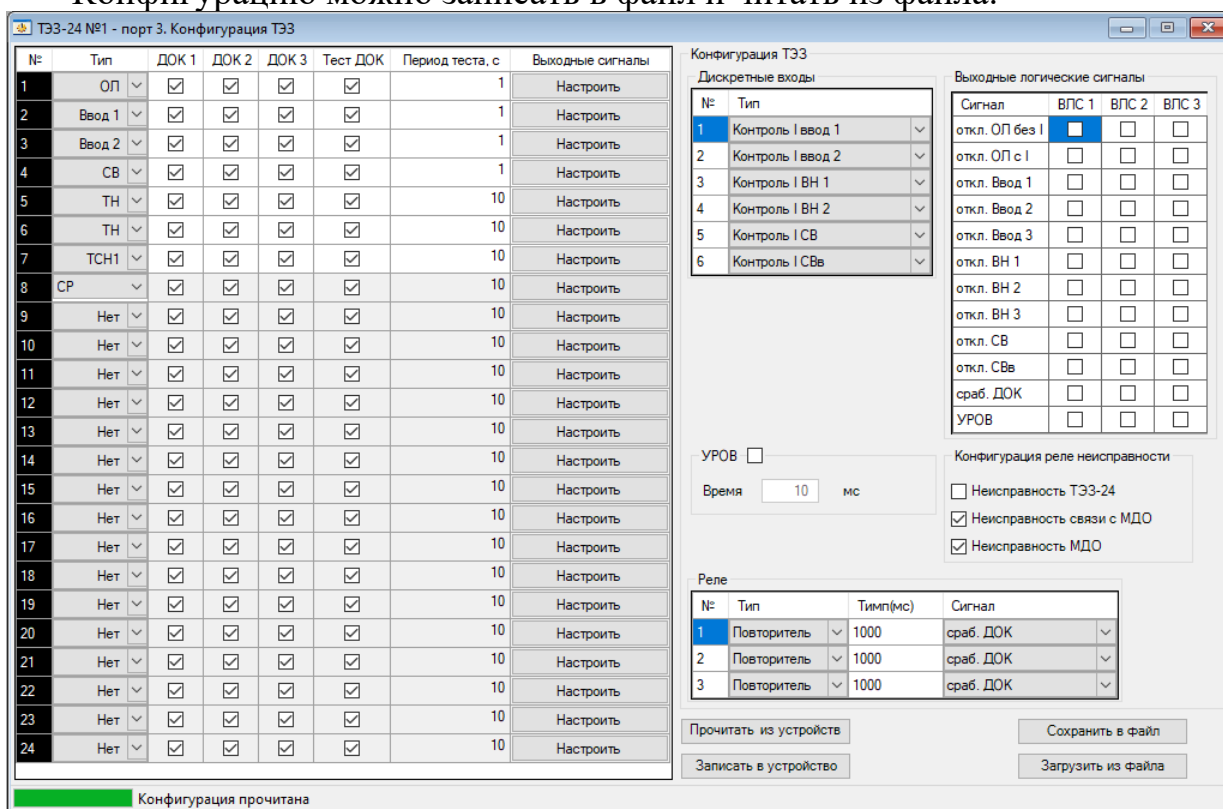 Конфигурацию можно записать в файл и читать из файла.
ТЭЗ-24 №1 - порт 3. Конфигурация ТЭЗ
№ Тип ДОК 1 ДОК 2 ДОК 3 Тест ДОК Период теста, с Выходные сигналы
1 ОЛ 1 Настроить
2 Ввод 1 1 Настроить
3 Ввод 2 1 Настроить
4 СВ 1 Настроить
5 ТН 10 Настроить
6 ТН 10 Настроить
7 ТСН1 10 Настроить
8 СР 10 Настроить
9 Нет 10 Настроить
10 Нет 10 Настроить
11 Нет 10 Настроить
12 Нет 10 Настроить
13 Нет 10 Настроить
14 Нет 10 Настроить
15 Нет 10 Настроить
16 Нет 10 Настроить
17 Нет 10 Настроить
18 Нет 10 Настроить
19 Нет 10 Настроить
20 Нет 10 Настроить
21 Нет 10 Настроить
22 Нет 10 Настроить
23 Нет 10 Настроить
24 Нет 10 Настроить
Конфигурация ТЭЗ
Дискретные входы
№ Тип
1 Контроль I ввод 1
2 Контроль I ввод 2
3 Контроль I ВН 1
4 Контроль I ВН 2
5 Контроль I СВ
6 Контроль I СВв
Выходные логические сигналы
Сигнал ВЛС 1 ВЛС 2 ВЛС 3
откл. ОЛ без I
откл. ОЛ с I
откл. Ввод 1
откл. Ввод 2
откл. Ввод 3
откл. ВН 1
откл. ВН 2
откл. ВН 3
откл. СВ
откл. СВв
сраб. ДОК
УРОВ
УРОВ
Время 10 мс
Конфигурация реле неисправности
Неисправность ТЭЗ-24
Неисправность связи с МДО
Неисправность МДО
Реле
№ Тип Тимп(мс) Сигнал
1 Повторитель 1000 сраб. ДОК
2 Повторитель 1000 сраб. ДОК
3 Повторитель 1000 сраб. ДОК
Прочитать из устройств Сохранить в файл
Записать в устройство Загрузить из файла
Конфигурация прочитана